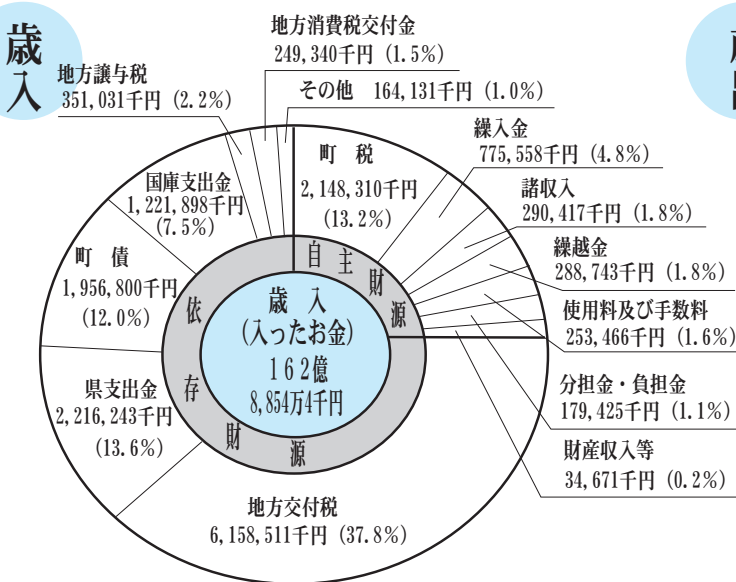 歳入
地方消費税交付金
249,340千円 (1.5%)
地方譲与税
351,031千円 (2.2%)
その他 164,131千円 (1.0%)
繰入金
775,558千円 (4.8%)
町 税
2,148,310千円
(13.2%)
国庫支出金
1,221,898千円
(7.5%)
諸収入
290,417千円 (1.8%)
町 債
1,956,800千円
(12.0%)
繰越金
288,743千円 (1.8%)
自主財源
使用料及び手数料
253,466千円 (1.6%)
歳 入
(入ったお金)
162億
8,854万4千円
依存財源
分担金・負担金
179,425千円 (1.1%)
県支出金
2,216,243千円
(13.6%)
財産収入等
34,671千円 (0.2%)
地方交付税
6,158,511千円 (37.8%)